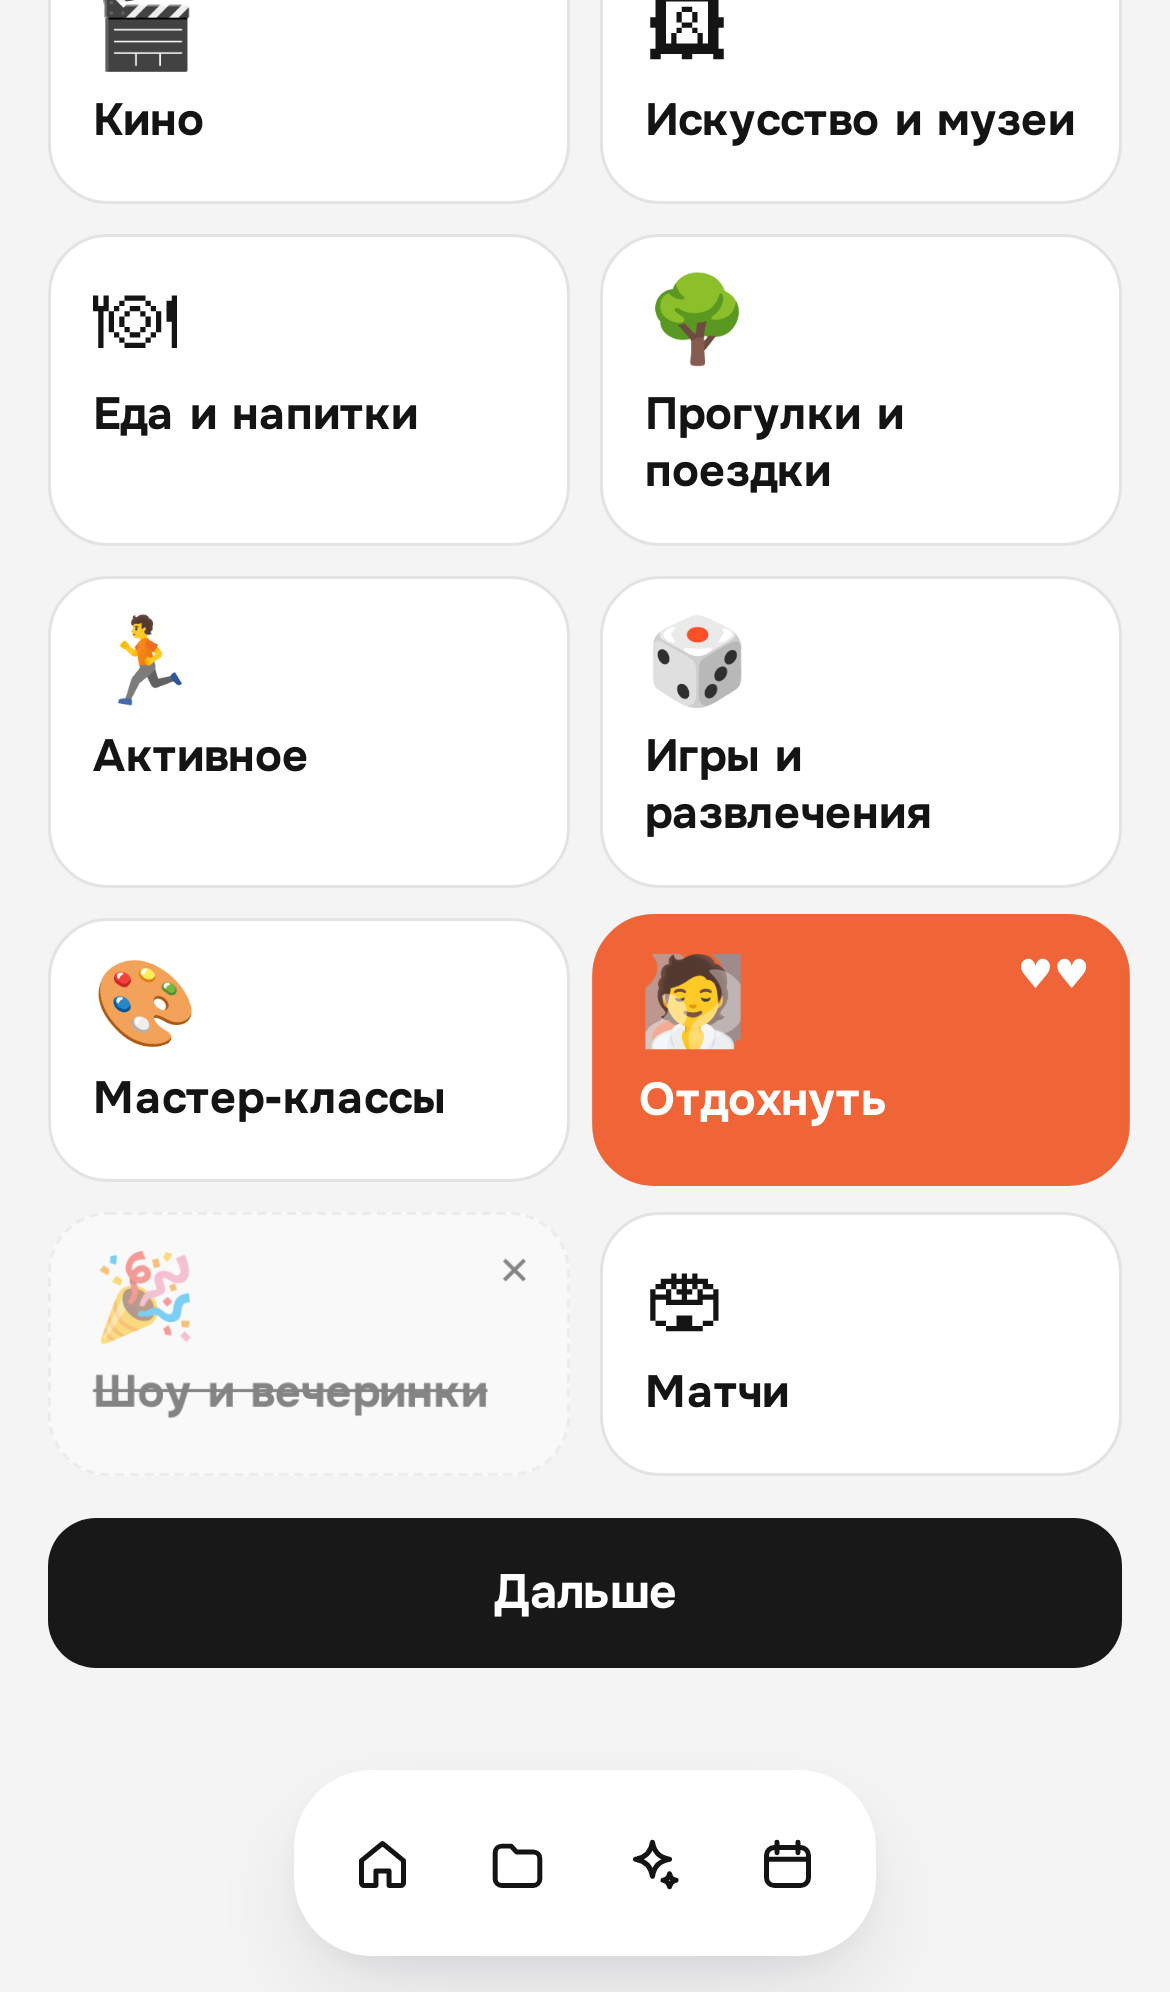 Кино
Искусство и музеи
Еда и напитки
Прогулки и
поездки
Активное
Игры и
развлечения
Мастер-классы
Отдохнуть
Шоу и вечеринки
Матчи
Дальше